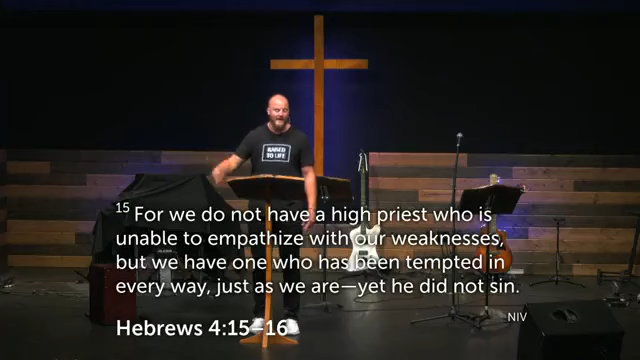 RAISED
TO LIFE
15 For we do not have a high priest who is
unable to empathize with our weaknesses,
but we have one who has been tempted in
every way, just as we are—yet he did not sin.
Hebrews 4:15–16
NIV